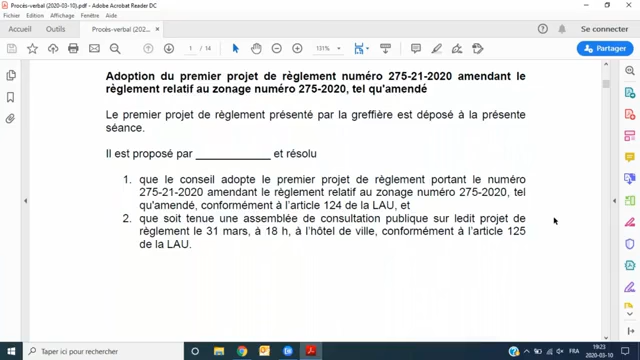 Procès-verbal (2020-03-10).pdf - Adobe Acrobat Reader DC
Fichier Edition Affichage Fenêtre Aide
Accueil Outils Procès-verbal (202... × Se connecter
1 / 14 131% Partager
Adoption du premier projet de règlement numéro 275-21-2020 amendant le
règlement relatif au zonage numéro 275-2020, tel qu'amendé
Le premier projet de règlement présenté par la greffière est déposé à la présente
séance.
Il est proposé par _____________ et résolu
1. que le conseil adopte le premier projet de règlement portant le numéro
275-21-2020 amendant le règlement relatif au zonage numéro 275-2020, tel
qu'amendé, conformément à l'article 124 de la LAU, et
2. que soit tenue une assemblée de consultation publique sur ledit projet de
règlement le 31 mars, à 18 h, à l'hôtel de ville, conformément à l'article 125
de la LAU.
Taper ici pour rechercher
FRA
19:23
2020-03-10